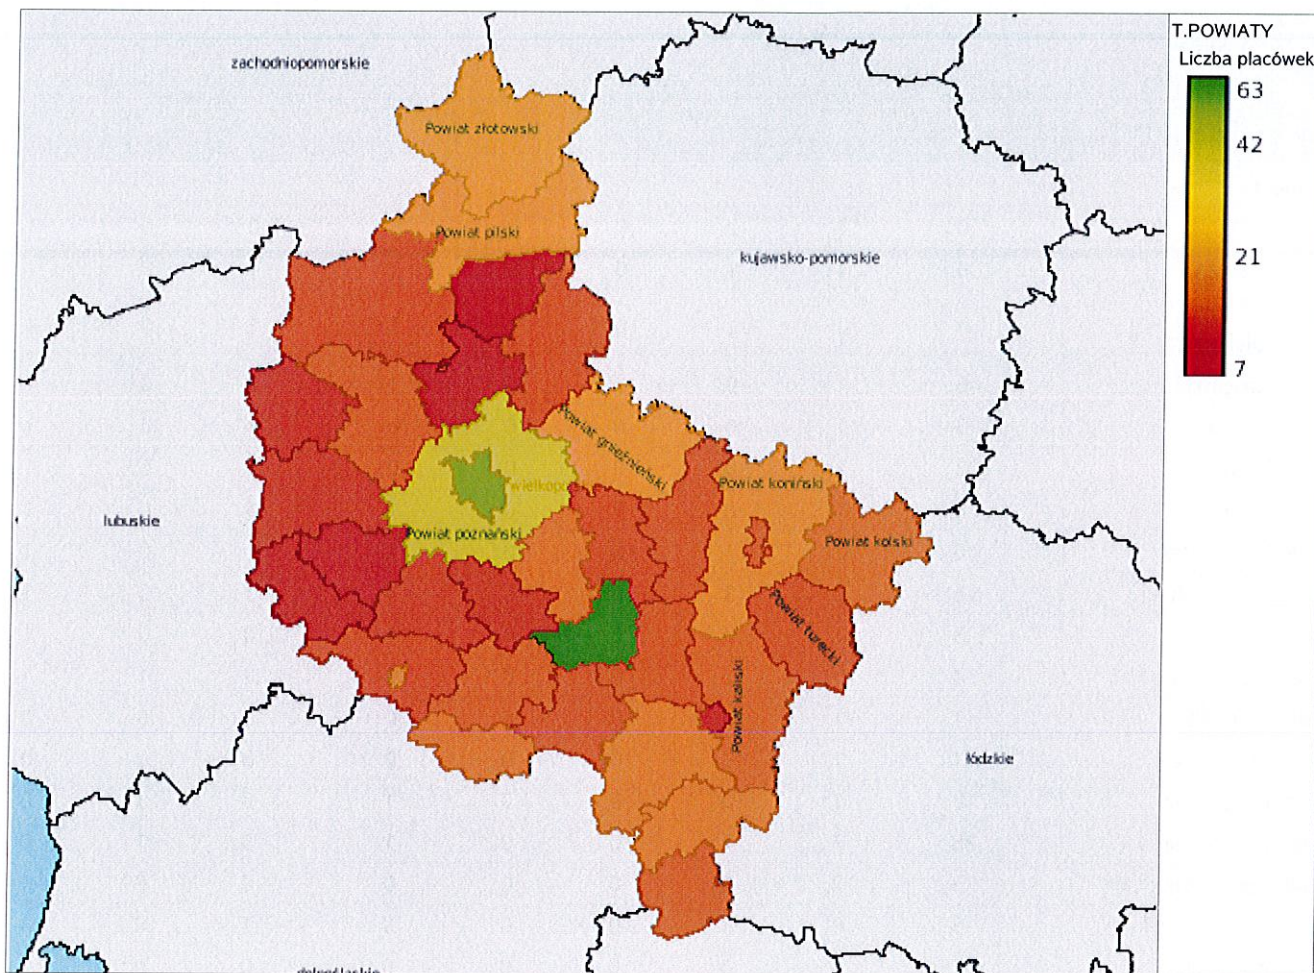 T.POWIATY
Liczba placówek
63
42
21
7
zachodniopomorskie
Powiat złotowski
Powiat pilski
kujawsko-pomorskie
Powiat gnieźnieński
Powiat koniński
lubuskie
Powiat poznański
Powiat kolski
Powiat turecki
Powiat kaliski
łódzkie
dolnośląskie